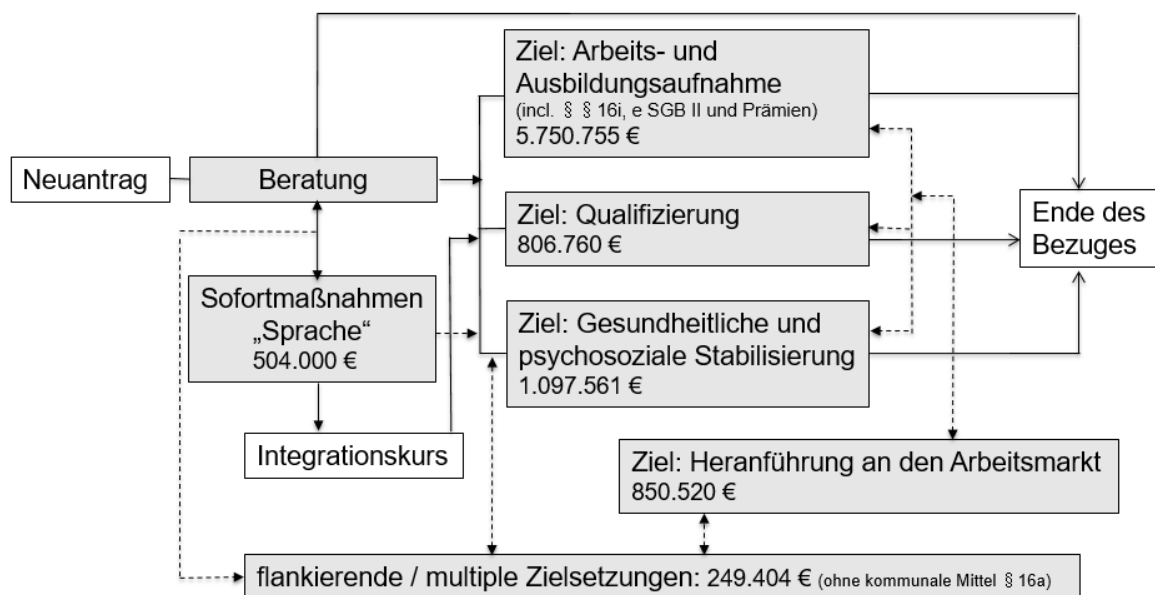 Ziel: Arbeits- und
Ausbildungsaufnahme
(incl. § § 16i, e SGB II und Prämien)
5.750.755 €
Neuantrag
Beratung
Ziel: Qualifizierung
806.760 €
Ende des
Bezuges
Sofortmaßnahmen
„Sprache“
504.000 €
Ziel: Gesundheitliche und
psychosoziale Stabilisierung
1.097.561 €
Integrationskurs
Ziel: Heranführung an den Arbeitsmarkt
850.520 €
flankierende / multiple Zielsetzungen: 249.404 € (ohne kommunale Mittel § 16a)